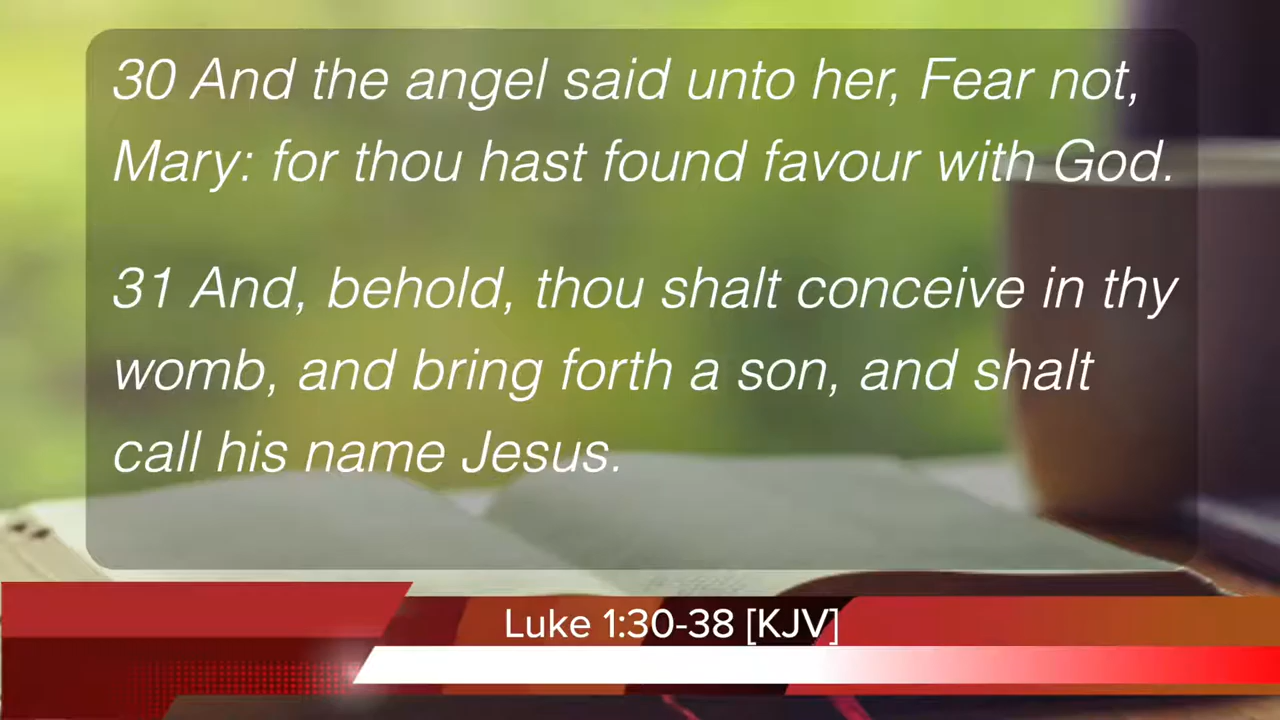 30 And the angel said unto her, Fear not,
Mary: for thou hast found favour with God.
31 And, behold, thou shalt conceive in thy
womb, and bring forth a son, and shalt
call his name Jesus.
Luke 1:30-38 [KJV]